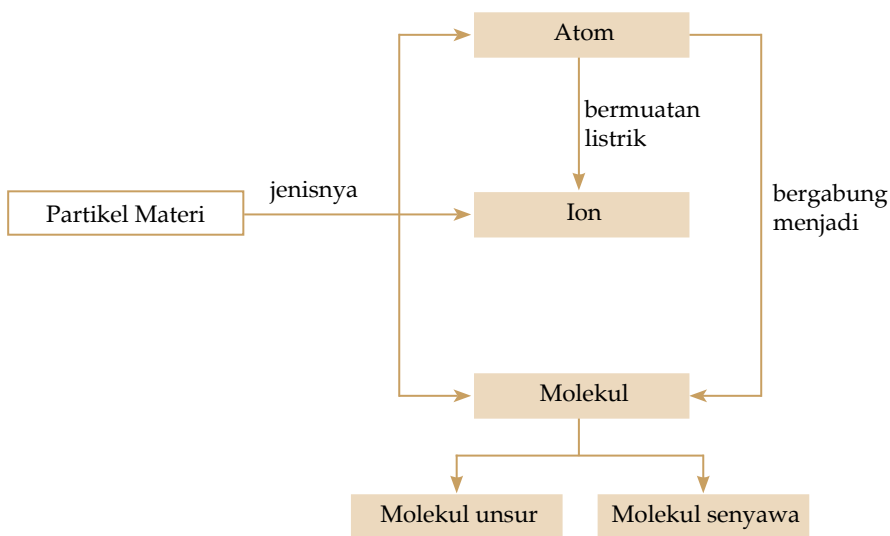 Atom
bermuatan
listrik
jenisnya
Partikel Materi
Ion
bergabung
menjadi
Molekul
Molekul unsur
Molekul senyawa